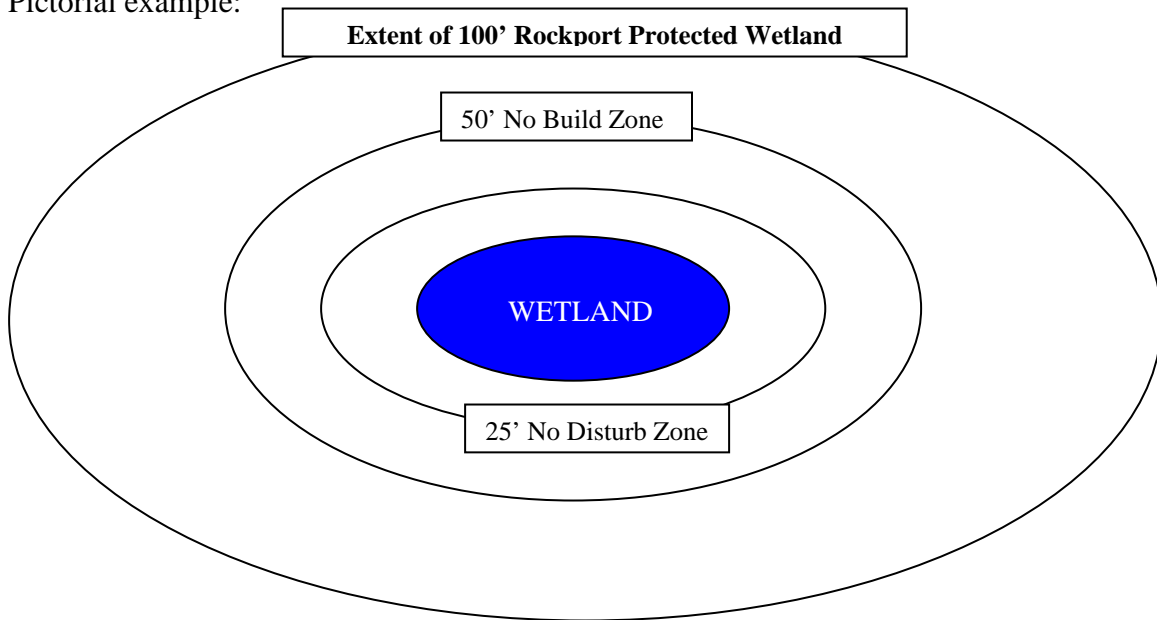 Pictorial example:
Extent of 100’ Rockport Protected Wetland
50’ No Build Zone
WETLAND
25’ No Disturb Zone